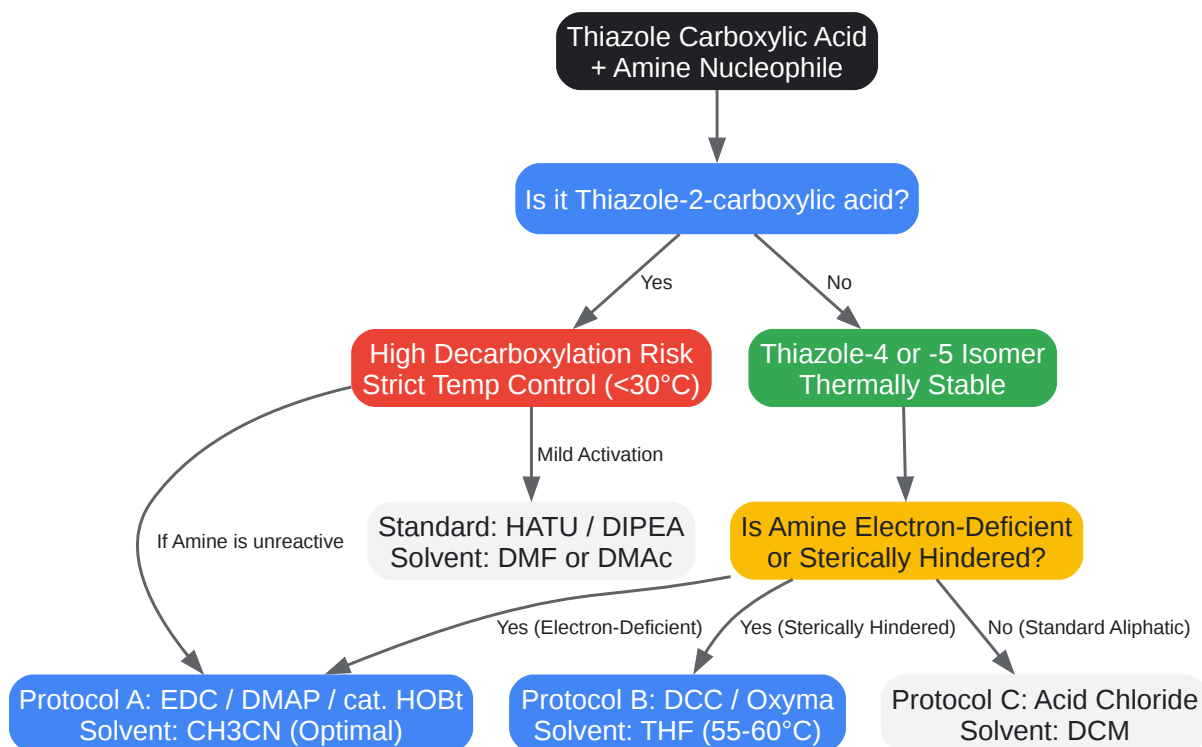 Thiazole Carboxylic Acid
+ Amine Nucleophile
Is it Thiazole-2-carboxylic acid?
Yes
No
High Decarboxylation Risk
Strict Temp Control (<30°C)
Thiazole-4 or -5 Isomer
Thermally Stable
Mild Activation
If Amine is unreactive
Standard: HATU / DIPEA
Solvent: DMF or DMAc
Is Amine Electron-Deficient
or Sterically Hindered?
Yes (Electron-Deficient)
Yes (Sterically Hindered)
No (Standard Aliphatic)
Protocol A: EDC / DMAP / cat. HOBt
Solvent: CH3CN (Optimal)
Protocol B: DCC / Oxyma
Solvent: THF (55-60°C)
Protocol C: Acid Chloride
Solvent: DCM